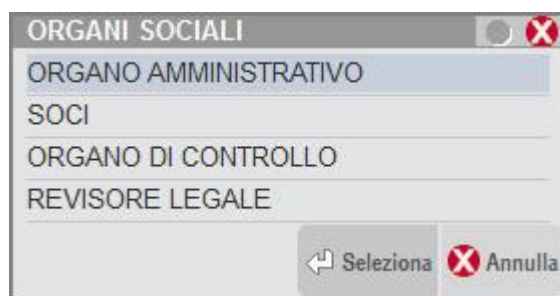 ORGANI SOCIALI
ORGANO AMMINISTRATIVO
SOCI
ORGANO DI CONTROLLO
REVISORE LEGALE
Seleziona Annulla